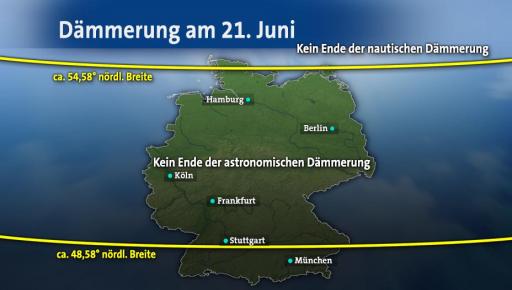 Dämmerung am 21. Juni
Kein Ende der nautischen Dämmerung
ca. 54,58° nördl. Breite
Hamburg
Berlin
Kein Ende der astronomischen Dämmerung
Köln
Frankfurt
Stuttgart
ca. 48,58° nördl. Breite
München